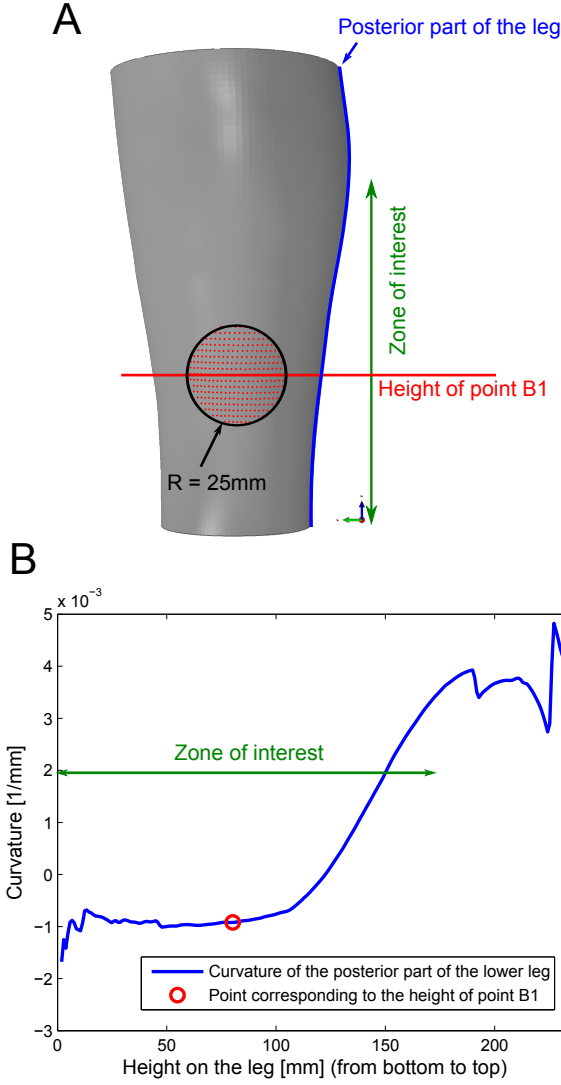 A
Posterior part of the leg
Zone of interest
Height of point B1
R = 25mm
B
x 10⁻³
5
4
3
2
1
0
−1
−2
−3
Curvature [1/mm]
Zone of interest
Curvature of the posterior part of the lower leg
Point corresponding to the height of point B1
0 50 100 150 200
Height on the leg [mm] (from bottom to top)